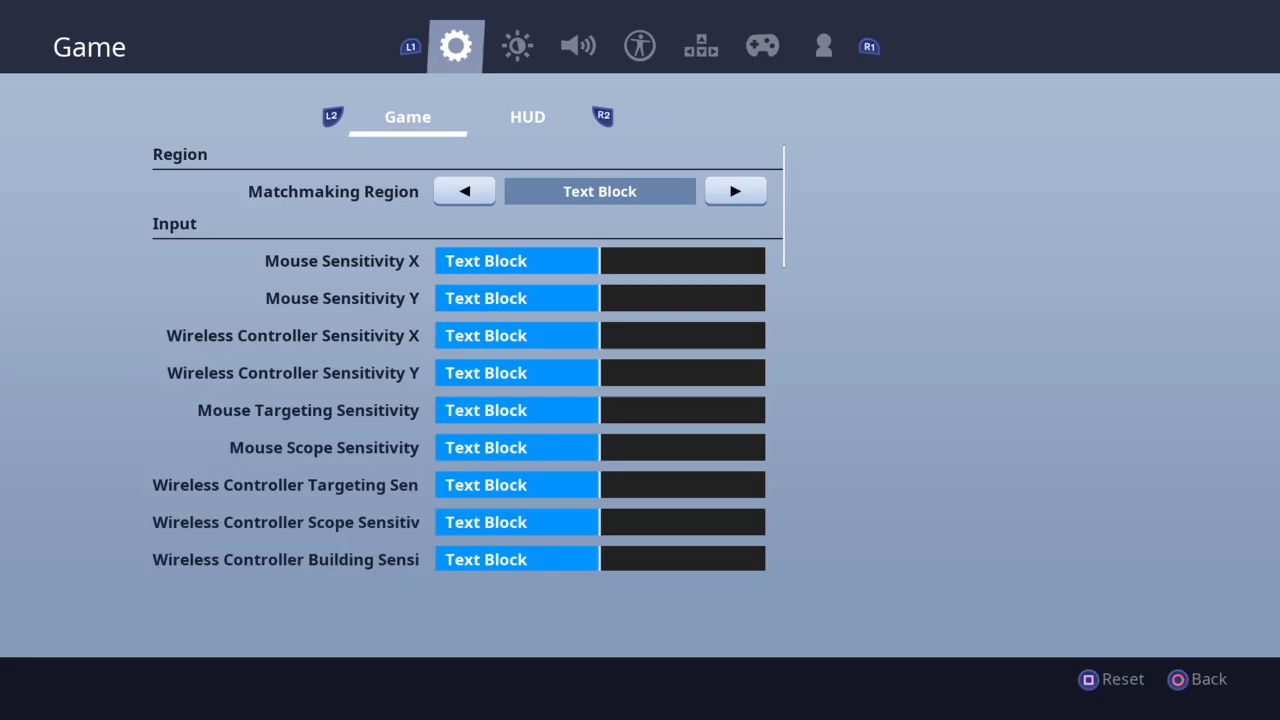 Game
L1
R1
L2
Game
HUD
R2
Region
Matchmaking Region
Text Block
Input
Mouse Sensitivity X
Text Block
Mouse Sensitivity Y
Text Block
Wireless Controller Sensitivity X
Text Block
Wireless Controller Sensitivity Y
Text Block
Mouse Targeting Sensitivity
Text Block
Mouse Scope Sensitivity
Text Block
Wireless Controller Targeting Sen
Text Block
Wireless Controller Scope Sensitiv
Text Block
Wireless Controller Building Sensi
Text Block
Reset
Back